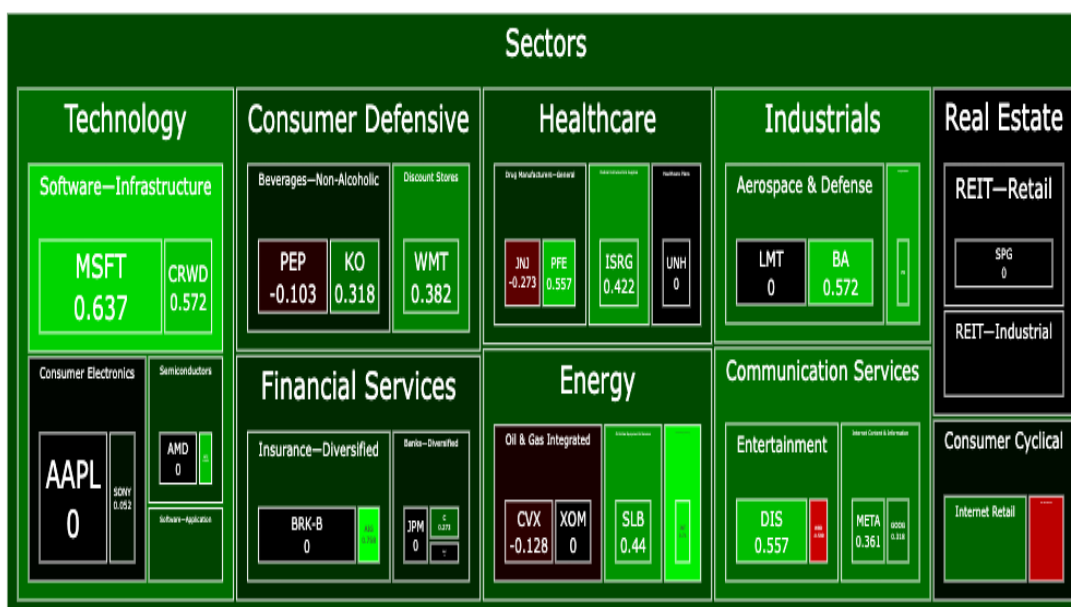 Sectors
Technology
Software—Infrastructure
MSFT
0.637
CRWD
0.572
Consumer Electronics
AAPL
0
SONY
0.052
Semiconductors
AMD
0
Software—Application
Consumer Defensive
Beverages—Non-Alcoholic
PEP
-0.103
KO
0.318
Discount Stores
WMT
0.382
Financial Services
Insurance—Diversified
BRK-B
0
Banks—Diversified
JPM
0
C
0.273
Healthcare
Drug Manufacturers—General
JNJ
-0.273
PFE
0.557
ISRG
0.422
Healthcare Plans
UNH
0
Energy
Oil & Gas Integrated
CVX
-0.128
XOM
0
SLB
0.44
Industrials
Aerospace & Defense
LMT
0
BA
0.572
Communication Services
Entertainment
DIS
0.557
Internet Content & Information
META
0.361
GOOG
0.318
Real Estate
REIT—Retail
SPG
0
REIT—Industrial
Consumer Cyclical
Internet Retail